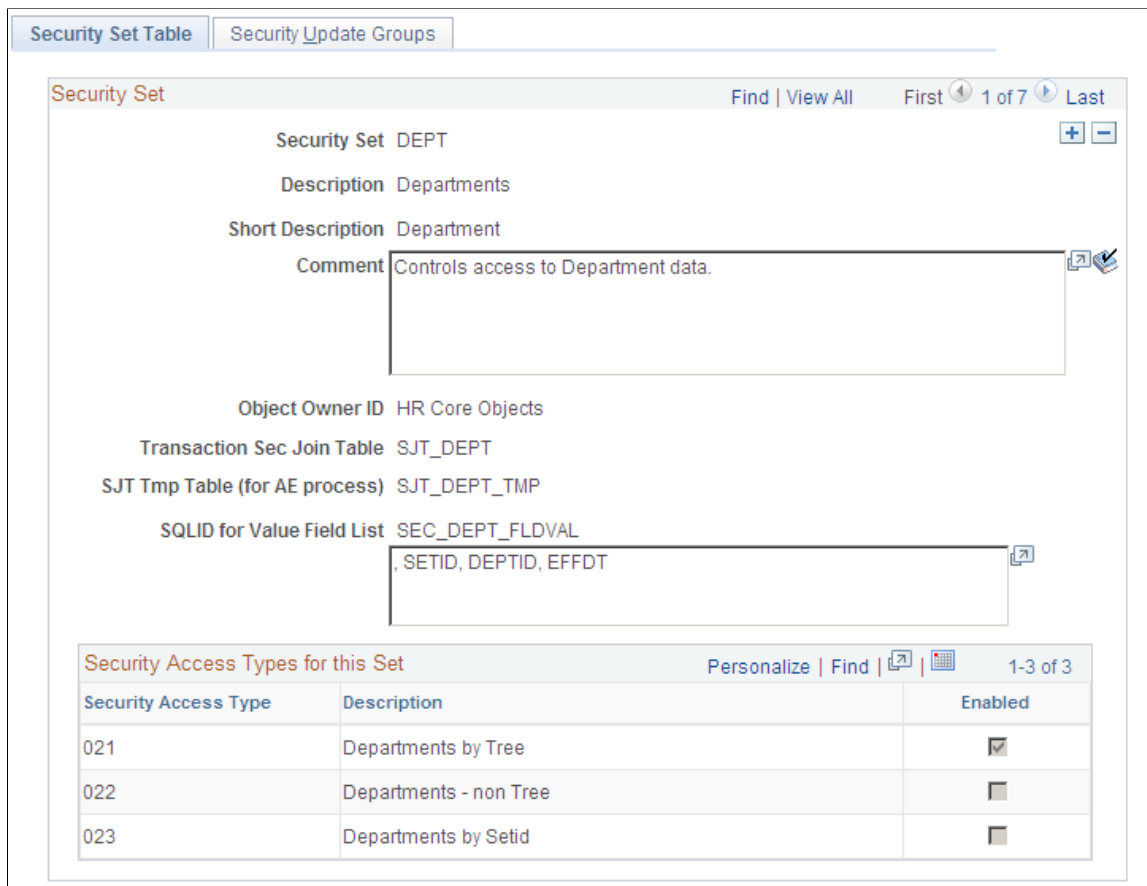 Security Set Table Security Update Groups
Security Set Find | View All First 1 of 7 Last
Security Set DEPT
Description Departments
Short Description Department
Comment Controls access to Department data.
Object Owner ID HR Core Objects
Transaction Sec Join Table SJT_DEPT
SJT Tmp Table (for AE process) SJT_DEPT_TMP
SQLID for Value Field List SEC_DEPT_FLDVAL
, SETID, DEPTID, EFFDT
Security Access Types for this Set Personalize | Find | | 1-3 of 3
Security Access Type Description Enabled
021 Departments by Tree
022 Departments - non Tree
023 Departments by Setid